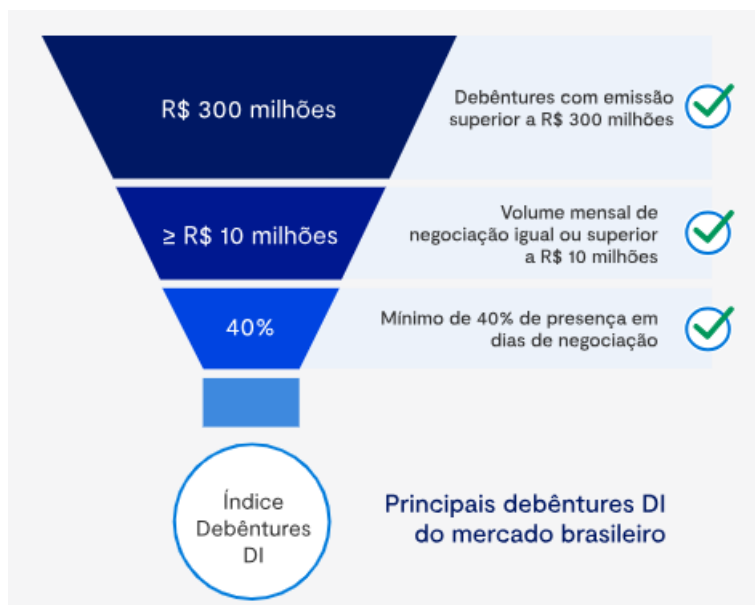 R$ 300 milhões
Debêntures com emissão
superior a R$ 300 milhões
≥ R$ 10 milhões
Volume mensal de
negociação igual ou superior
a R$ 10 milhões
40%
Mínimo de 40% de presença em
dias de negociação
Índice
Debêntures
DI
Principais debêntures DI
do mercado brasileiro